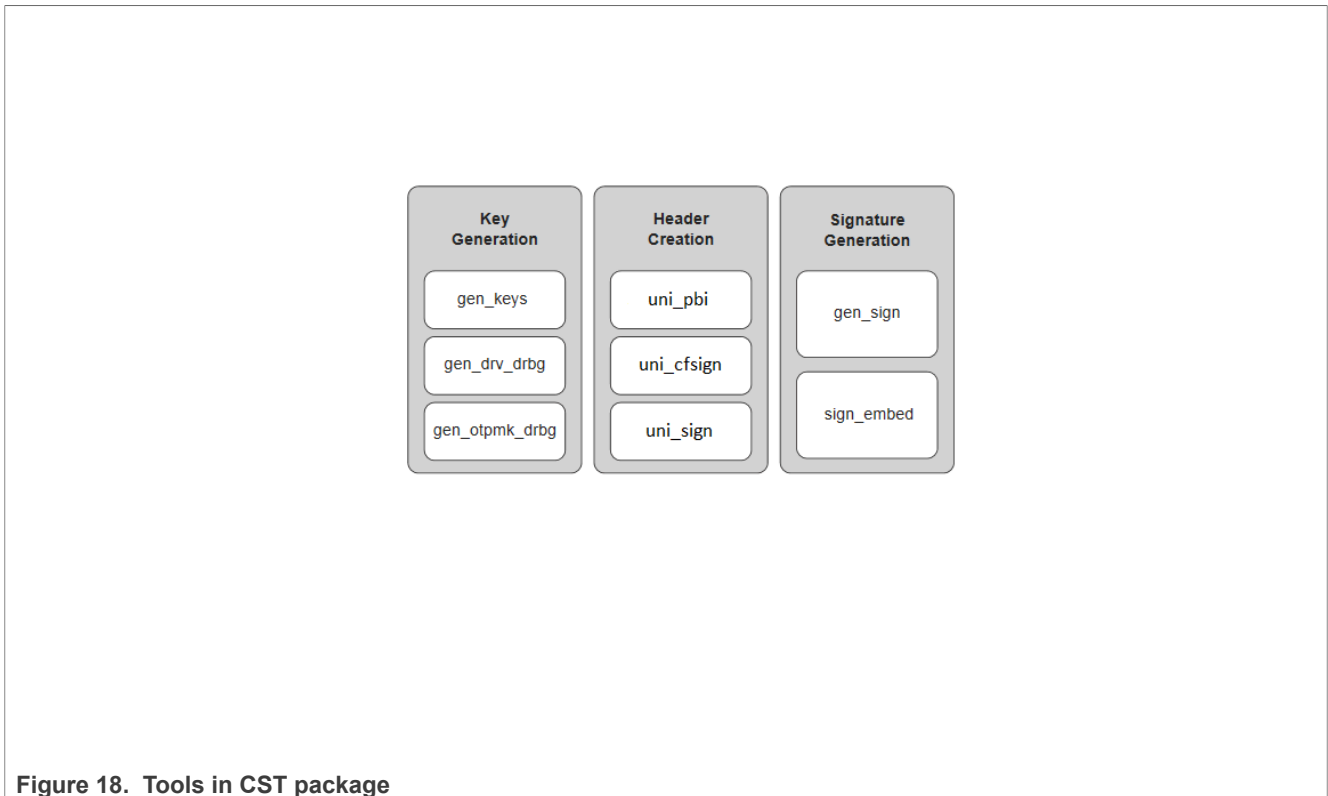 Key
Generation
gen_keys
gen_drv_drbg
gen_otpmk_drbg
Header
Creation
uni_pbi
uni_cfsign
uni_sign
Signature
Generation
gen_sign
sign_embed
Figure 18. Tools in CST package